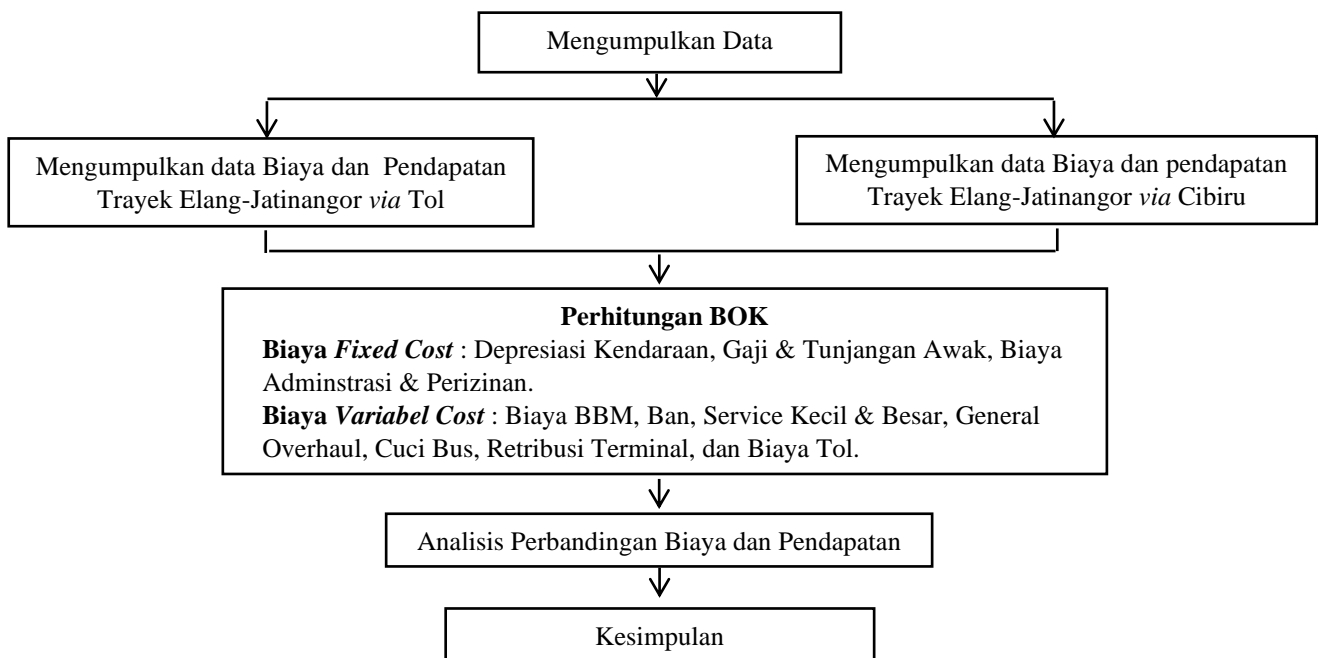 Mengumpulkan Data
Mengumpulkan data Biaya dan Pendapatan
Trayek Elang-Jatinangor via Tol
Mengumpulkan data Biaya dan pendapatan
Trayek Elang-Jatinangor via Cibiru
Perhitungan BOK
Biaya Fixed Cost : Depresiasi Kendaraan, Gaji & Tunjangan Awak, Biaya
Adminstrasi & Perizinan.
Biaya Variabel Cost : Biaya BBM, Ban, Service Kecil & Besar, General
Overhaul, Cuci Bus, Retribusi Terminal, dan Biaya Tol.
Analisis Perbandingan Biaya dan Pendapatan
Kesimpulan